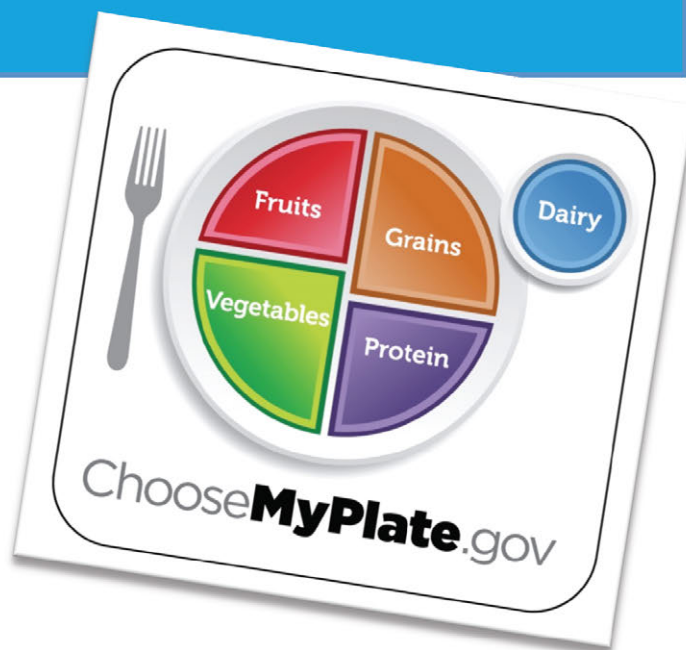 Fruits
Grains
Dairy
Vegetables
Protein
ChooseMyPlate.gov